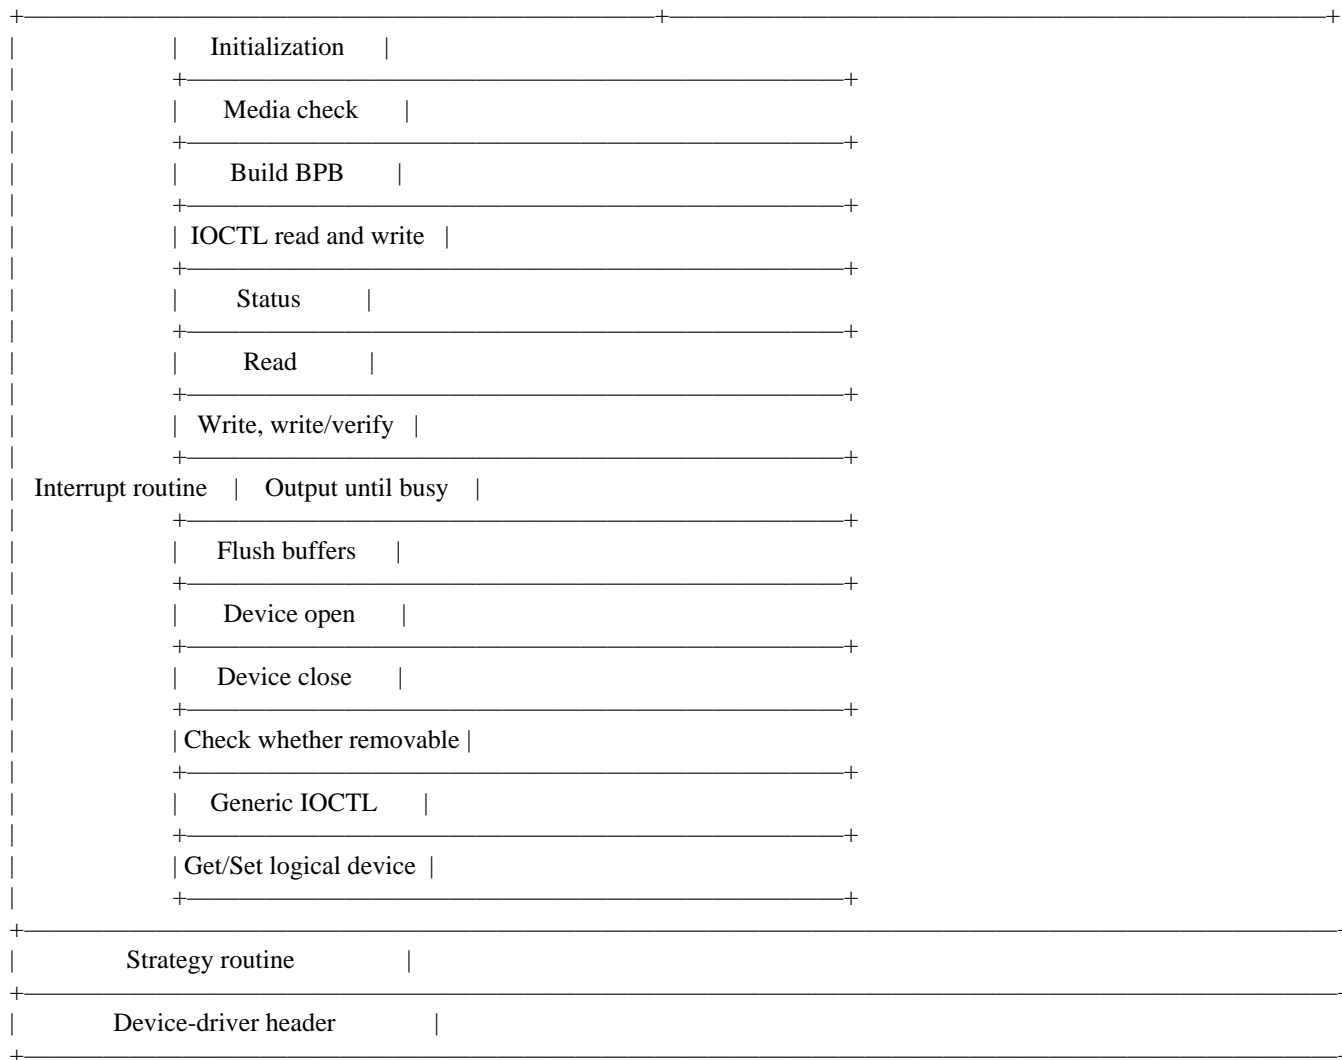 Initialization
Media check
Build BPB
IOCTL read and write
Status
Read
Write, write/verify
Interrupt routine | Output until busy
Flush buffers
Device open
Device close
Check whether removable
Generic IOCTL
Get/Set logical device
Strategy routine
Device-driver header